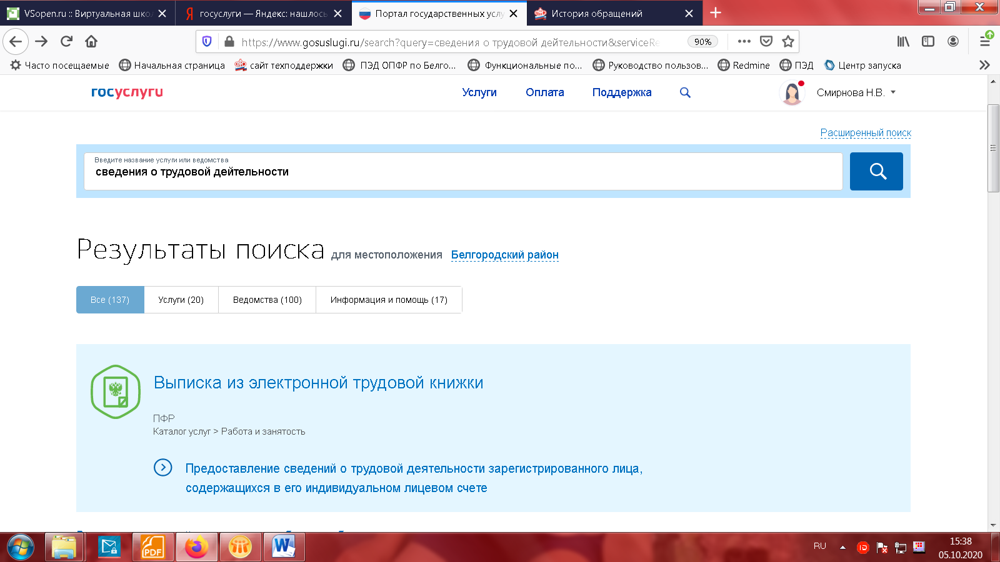 VSopen.ru :: Виртуальная шко
госуслуги — Яндекс: нашлось
Портал государственных услу
История обращений
https://www.gosuslugi.ru/search?query=сведения о трудовой дейтельности&serviceRe
90%
Часто посещаемые
Начальная страница
сайт техподдержки
ПЭД ОПФР по Белго...
Функциональные по...
Руководство пользов...
Redmine
ПЭД
Центр запуска
госуслуги
Услуги
Оплата
Поддержка
Смирнова Н.В.
Расширенный поиск
Введите название услуги или ведомства
сведения о трудовой дейтельности
Результаты поиска для местоположения Белгородский район
Все (137)
Услуги (20)
Ведомства (100)
Информация и помощь (17)
Выписка из электронной трудовой книжки
ПФР
Каталог услуг > Работа и занятость
Предоставление сведений о трудовой деятельности зарегистрированного лица,
содержащихся в его индивидуальном лицевом счете
PDF
W
RU
15:38
05.10.2020